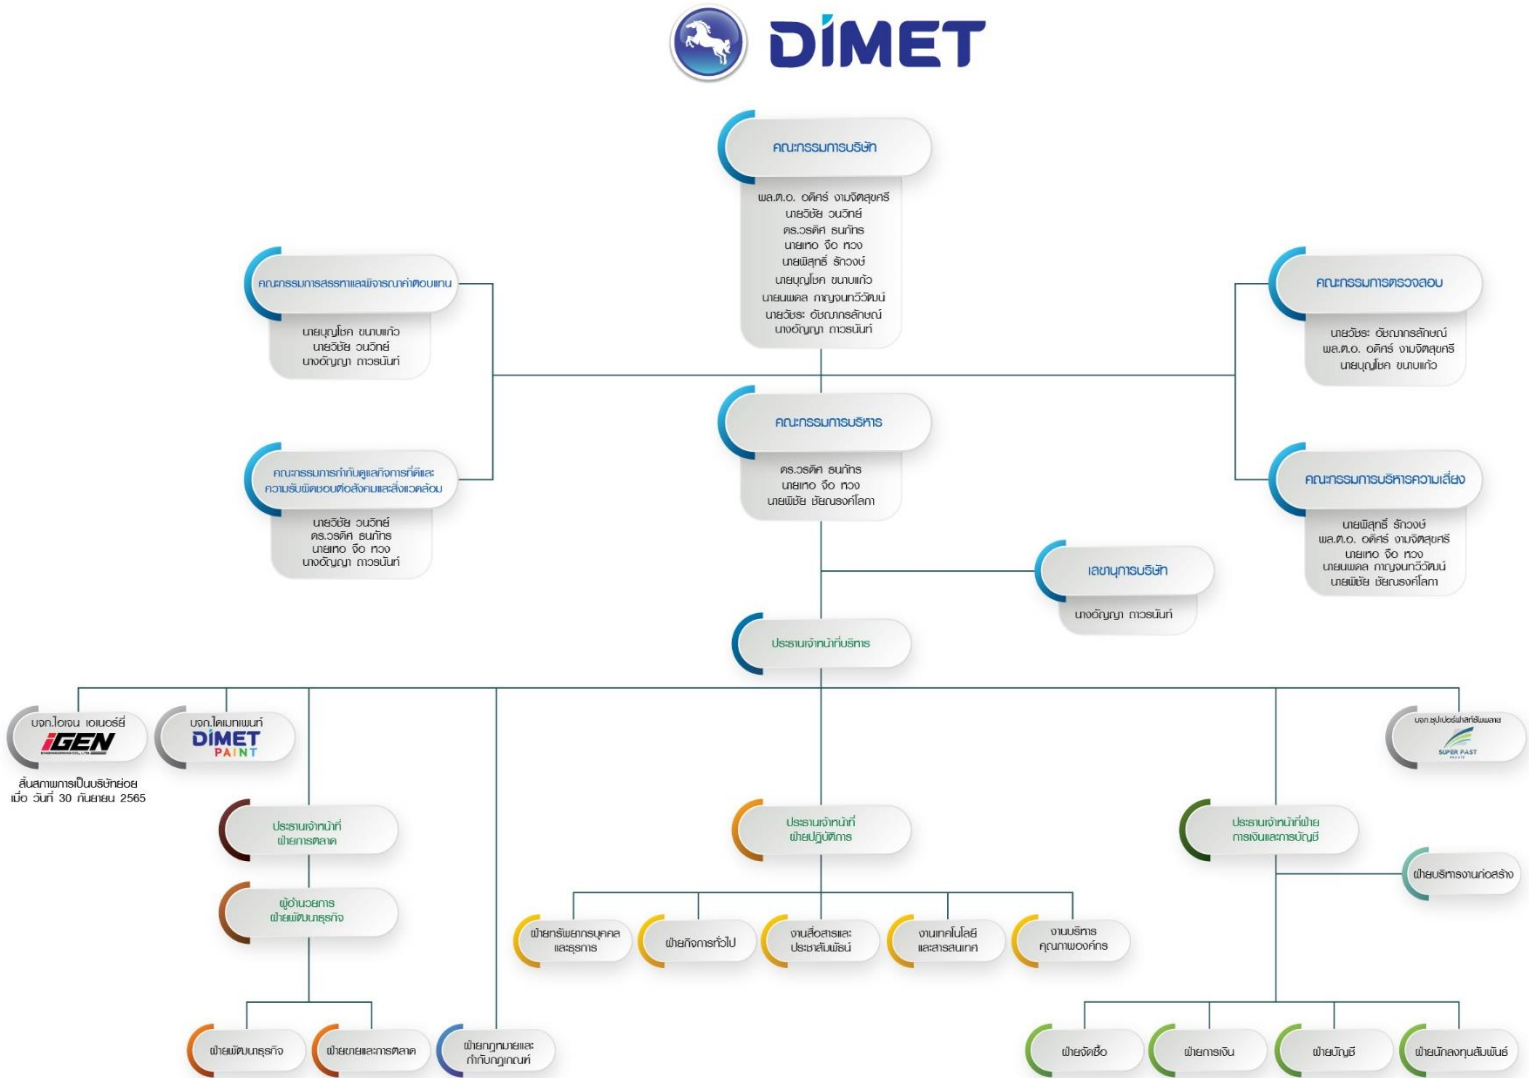 DIMET
คณะกรรมการบริษัท
พล.ต.อ. อดิศร์ งามจิตสุขศรี
นายวิชัย วนวิทย์
ดร.วรดิศ ธนภัทร
นายเหอ จือ หวง
นายพิสุทธิ์ รักวงษ์
นายบุญโชค ขนาบแก้ว
นายนพดล กาญจนทวีวัฒน์
นายวัชระ อัชฌากรลักษณ์
นางอัญญา ถาวรนันท์
คณะกรรมการสรรหาและพิจารณาค่าตอบแทน
นายบุญโชค ขนาบแก้ว
นายวิชัย วนวิทย์
นางอัญญา ถาวรนันท์
คณะกรรมการตรวจสอบ
นายวัชระ อัชฌากรลักษณ์
พล.ต.อ. อดิศร์ งามจิตสุขศรี
นายบุญโชค ขนาบแก้ว
คณะกรรมการบริหาร
ดร.วรดิศ ธนภัทร
นายเหอ จือ หวง
นายพิชัย ชัยณรงค์โลกา
คณะกรรมการกำกับดูแลกิจการที่ดีและ
ความรับผิดชอบต่อสังคมและสิ่งแวดล้อม
นายวิชัย วนวิทย์
ดร.วรดิศ ธนภัทร
นายเหอ จือ หวง
นางอัญญา ถาวรนันท์
คณะกรรมการบริหารความเสี่ยง
นายพิสุทธิ์ รักวงษ์
พล.ต.อ. อดิศร์ งามจิตสุขศรี
นายเหอ จือ หวง
นายนพดล กาญจนทวีวัฒน์
นายพิชัย ชัยณรงค์โลกา
เลขานุการบริษัท
นางอัญญา ถาวรนันท์
ประธานเจ้าหน้าที่บริหาร
บจก.ไอเจน เอเนอร์ยี่
iGEN
สิ้นสภาพการเป็นบริษัทย่อย
เมื่อ วันที่ 30 กันยายน 2565
บจก.ไดเมทเพนท์
DIMET
PAINT
บจก.ซุปเปอร์ฟาสท์ซัพพลาย
SUPER FAST
ประธานเจ้าหน้าที่
ฝ่ายการตลาด
ประธานเจ้าหน้าที่
ฝ่ายปฏิบัติการ
ประธานเจ้าหน้าที่ฝ่าย
การเงินและการบัญชี
ฝ่ายบริหารงานก่อสร้าง
ผู้อำนวยการ
ฝ่ายพัฒนาธุรกิจ
ฝ่ายทรัพยากรบุคคล
และธุรการ
ฝ่ายกิจการทั่วไป
งานสื่อสารและ
ประชาสัมพันธ์
งานเทคโนโลยี
และสารสนเทศ
งานบริหาร
คุณภาพองค์กร
ฝ่ายพัฒนาธุรกิจ
ฝ่ายขายและการตลาด
ฝ่ายกฎหมายและ
กำกับกฎเกณฑ์
ฝ่ายจัดซื้อ
ฝ่ายการเงิน
ฝ่ายบัญชี
ฝ่ายนักลงทุนสัมพันธ์